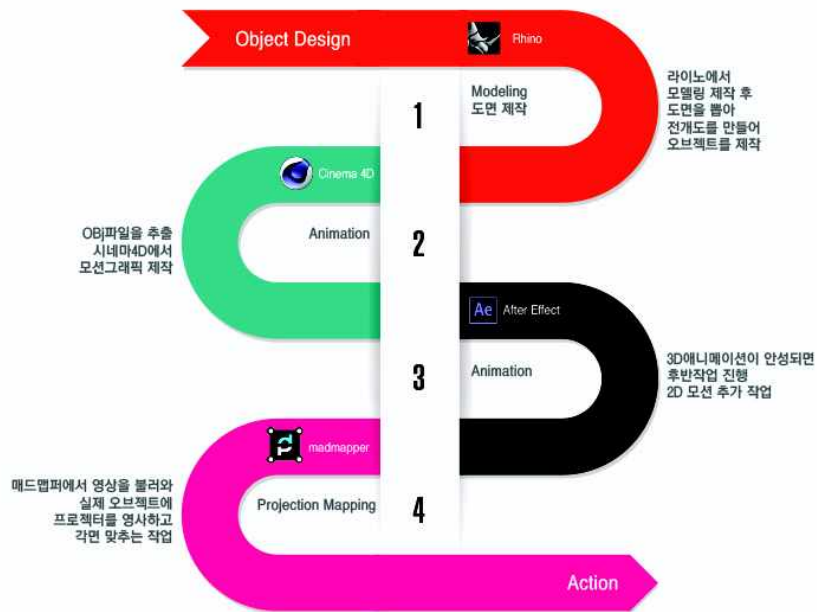 Object Design
Rhino
1
Modeling
도면 제작
라이노에서
모델링 제작 후
도면을 뽑아
전개도를 만들어
오브젝트를 제작
Cinema 4D
2
Animation
OBj파일을 추출
시네마4D에서
모션그래픽 제작
Ae
After Effect
3
Animation
3D애니메이션이 안성되면
후반작업 진행
2D 모션 추가 작업
madmapper
4
Projection Mapping
매드맵퍼에서 영상을 불러와
실제 오브젝트에
프로젝터를 영사하고
각면 맞추는 작업
Action